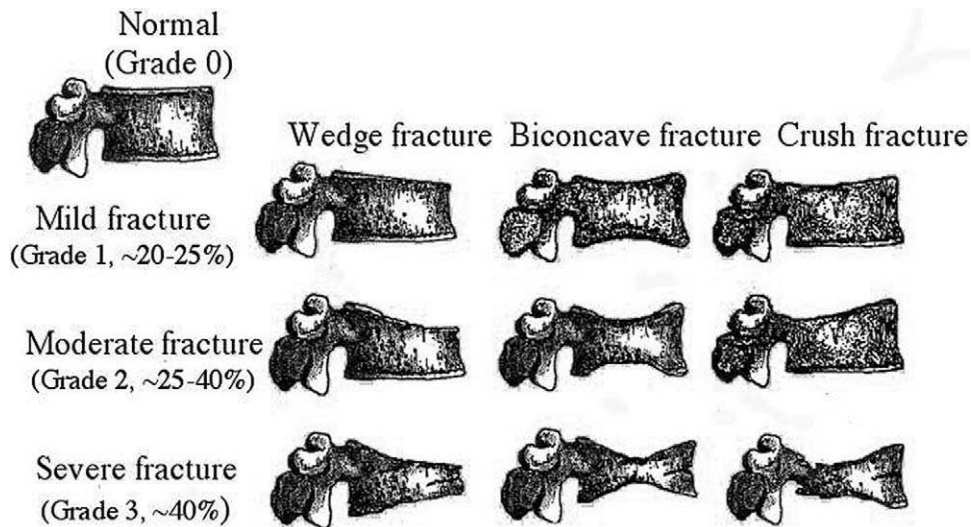 Normal
(Grade 0)
Wedge fracture Biconcave fracture Crush fracture
Mild fracture
(Grade 1, ~20-25%)
Moderate fracture
(Grade 2, ~25-40%)
Severe fracture
(Grade 3, ~40%)